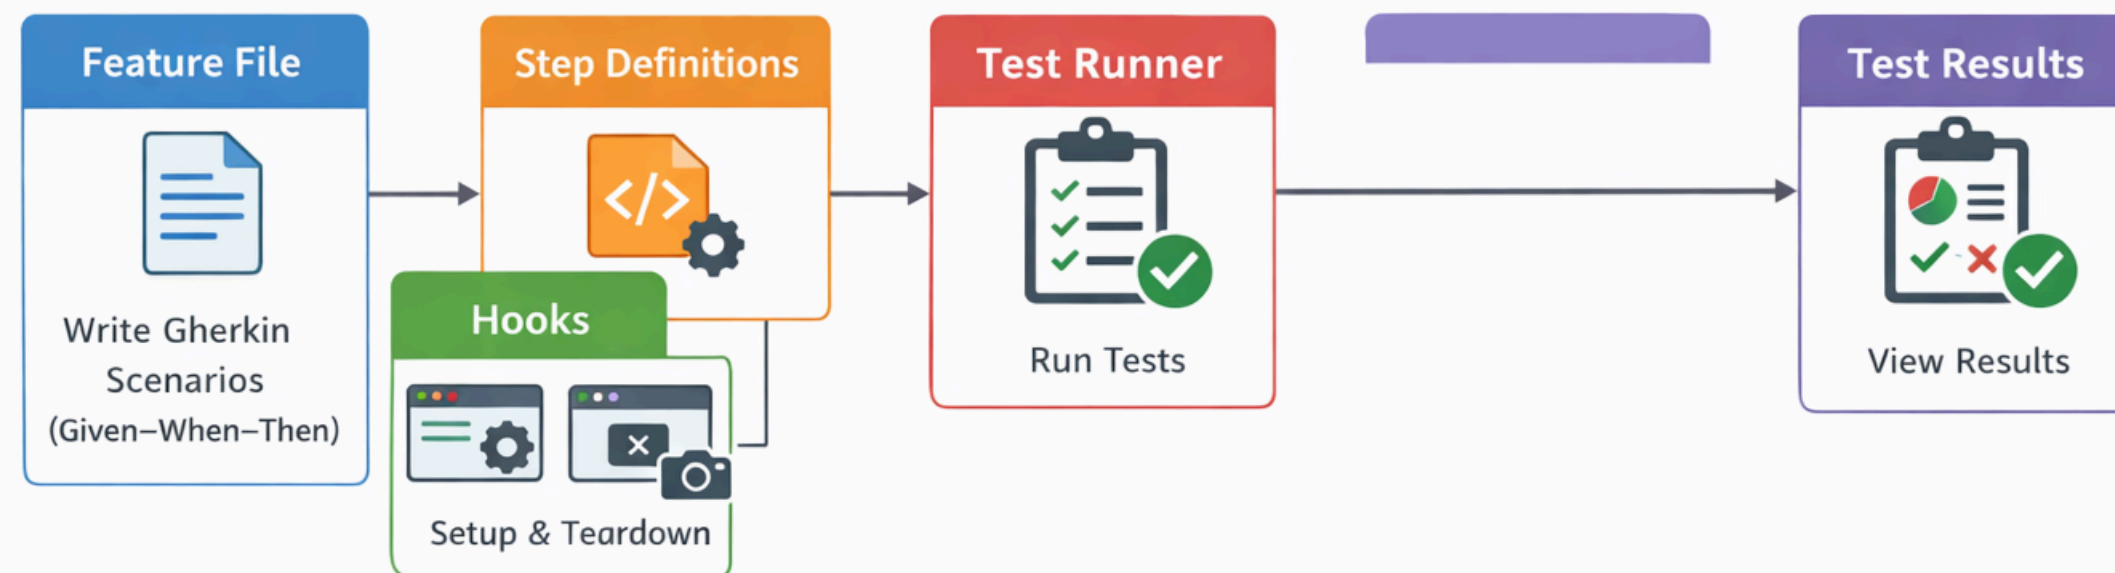 Feature File
Write Gherkin
Scenarios
(Given–When–Then)
Step Definitions
</>
Hooks
Setup & Teardown
Test Runner
Run Tests
Test Results
View Results